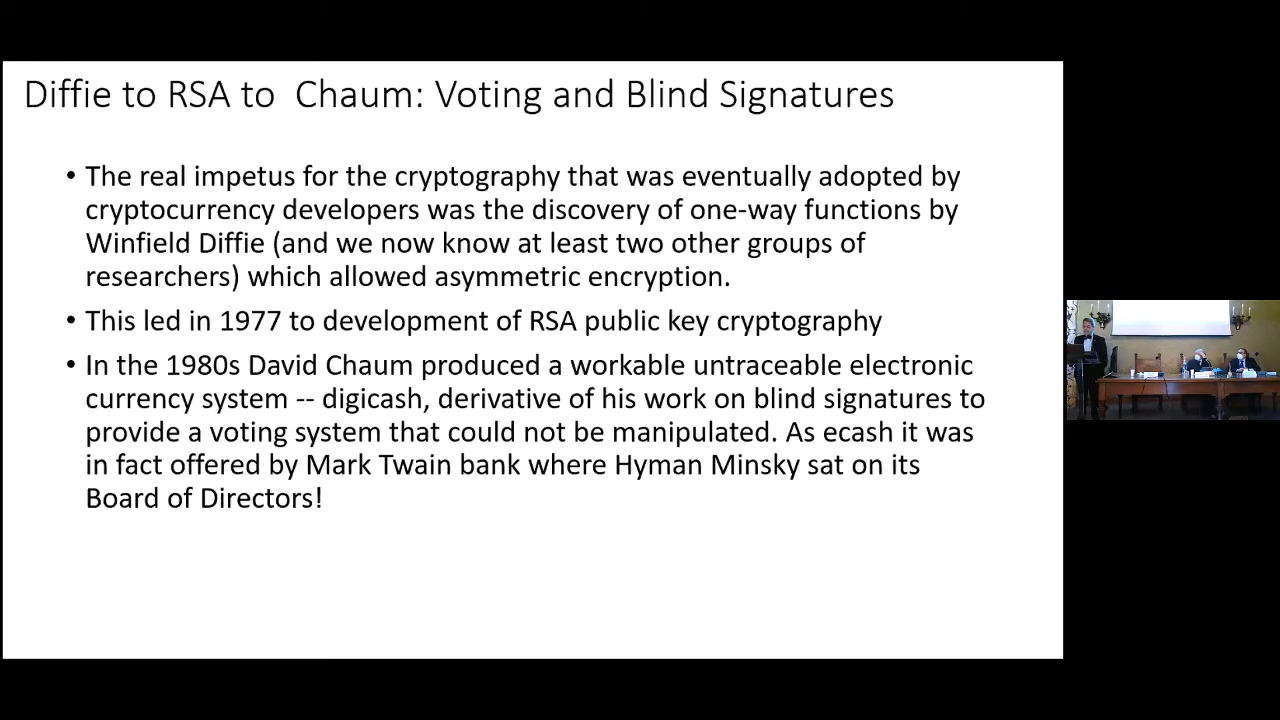 Diffie to RSA to  Chaum: Voting and Blind Signatures
• The real impetus for the cryptography that was eventually adopted by
cryptocurrency developers was the discovery of one-way functions by
Winfield Diffie (and we now know at least two other groups of
researchers) which allowed asymmetric encryption.
• This led in 1977 to development of RSA public key cryptography
• In the 1980s David Chaum produced a workable untraceable electronic
currency system -- digicash, derivative of his work on blind signatures to
provide a voting system that could not be manipulated. As ecash it was
in fact offered by Mark Twain bank where Hyman Minsky sat on its
Board of Directors!